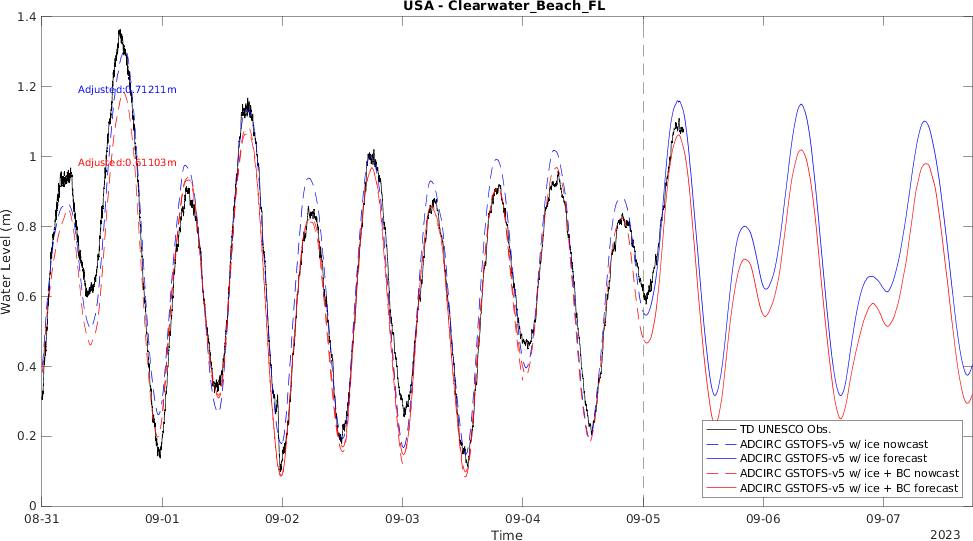 USA - Clearwater_Beach_FL
1.4
1.2
1
0.8
0.6
0.4
0.2
0
Water Level (m)
Adjusted:0.71211m
Adjusted:0.61103m
TD UNESCO Obs.
ADCIRC GSTOFS-v5 w/ ice nowcast
ADCIRC GSTOFS-v5 w/ ice forecast
ADCIRC GSTOFS-v5 w/ ice + BC nowcast
ADCIRC GSTOFS-v5 w/ ice + BC forecast
08-31 09-01 09-02 09-03 09-04 09-05 09-06 09-07
Time
2023